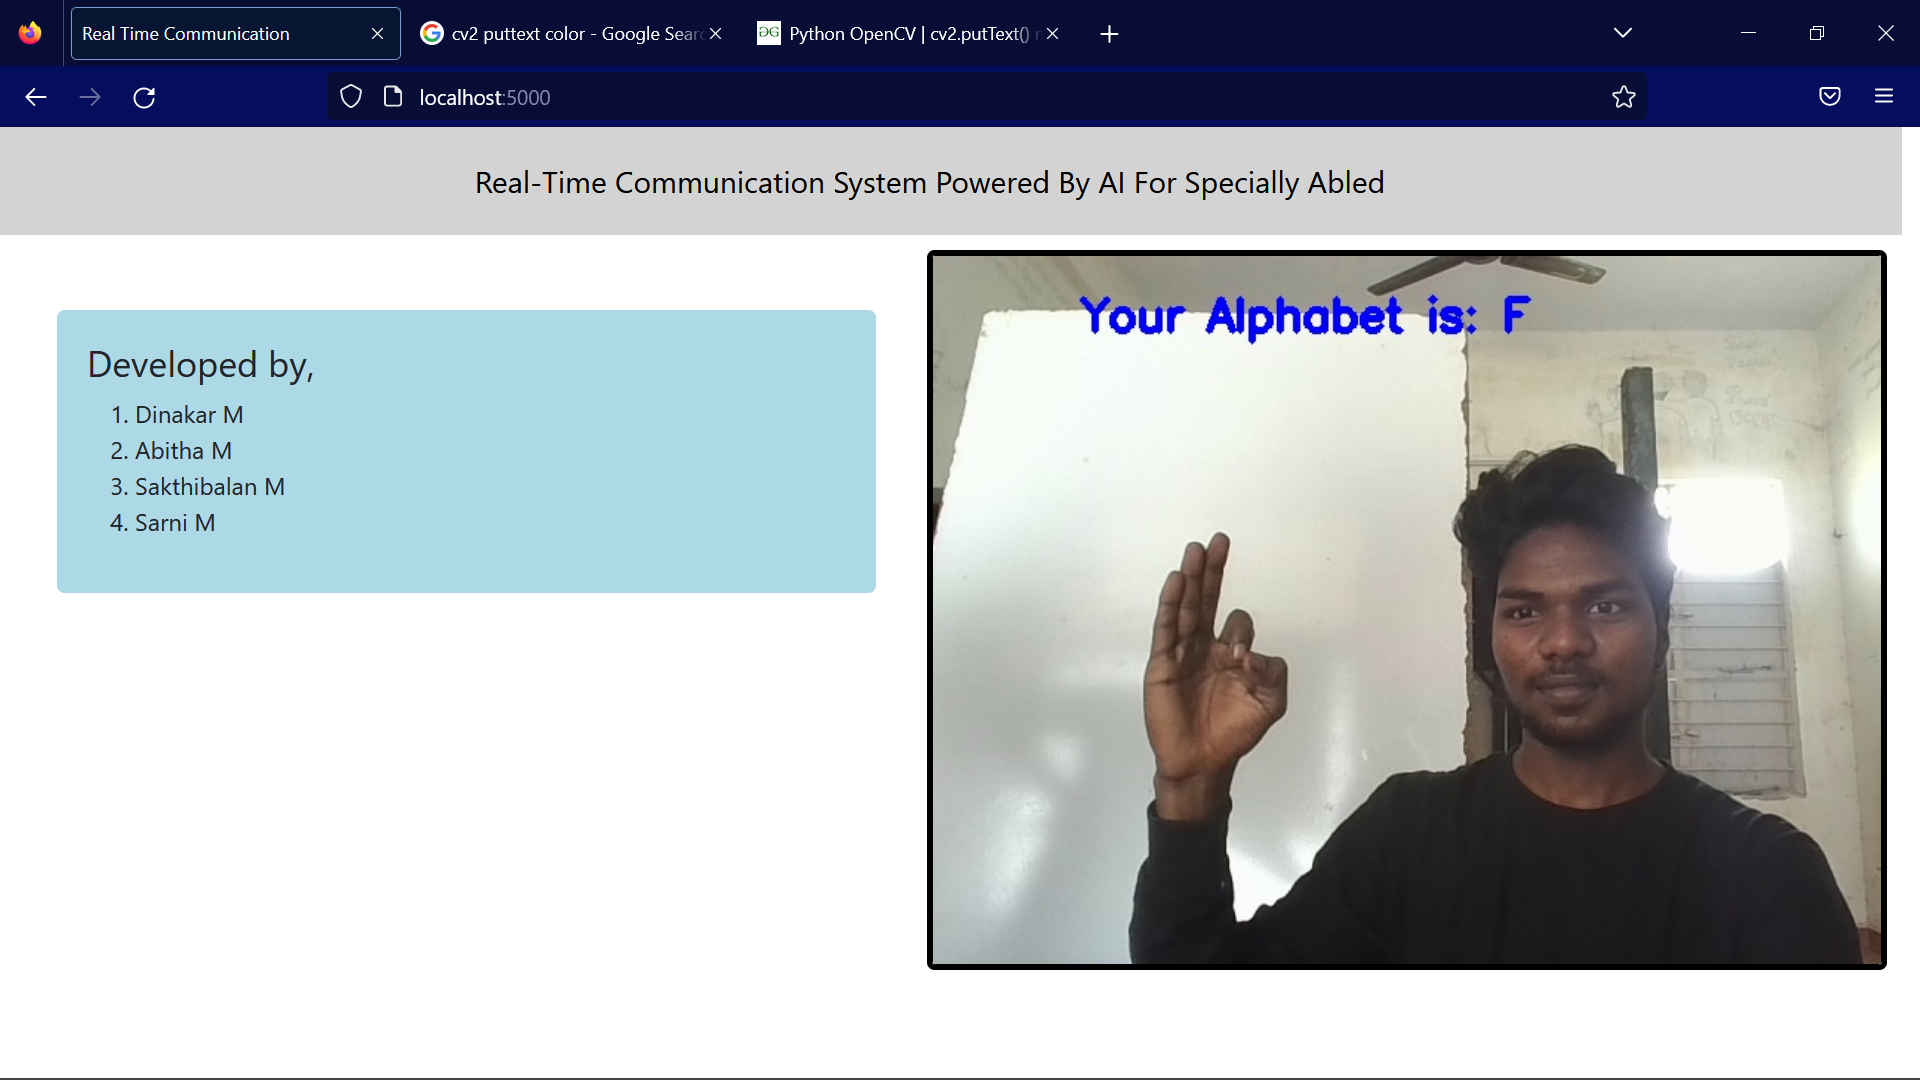 Real Time Communication
cv2 puttext color - Google Sear
Python OpenCV | cv2.putText()
localhost:5000
Real-Time Communication System Powered By AI For Specially Abled
Developed by,
1. Dinakar M
2. Abitha M
3. Sakthibalan M
4. Sarni M
Your Alphabet is: F